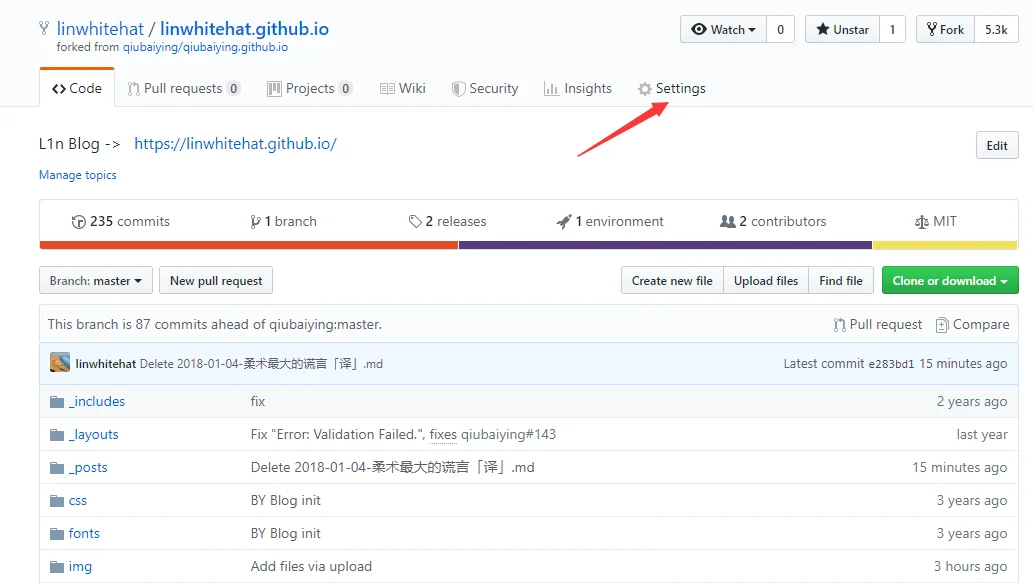 linwhitehat / linwhitehat.github.io
Watch 0 Unstar 1 Fork 5.3k
forked from qiubaiying/qiubaiying.github.io
Code Pull requests 0 Projects 0 Wiki Security Insights Settings
L1n Blog -> https://linwhitehat.github.io/ Edit
Manage topics
235 commits 1 branch 2 releases 1 environment 2 contributors MIT
Branch: master New pull request Create new file Upload files Find file Clone or download
This branch is 87 commits ahead of qiubaiying:master. Pull request Compare
linwhitehat Delete 2018-01-04-柔术最大的谎言「译」.md Latest commit e283bd1 15 minutes ago
_includes fix 2 years ago
_layouts Fix "Error: Validation Failed.", fixes qiubaiying#143 last year
_posts Delete 2018-01-04-柔术最大的谎言「译」.md 15 minutes ago
css BY Blog init 3 years ago
fonts BY Blog init 3 years ago
img Add files via upload 3 hours ago